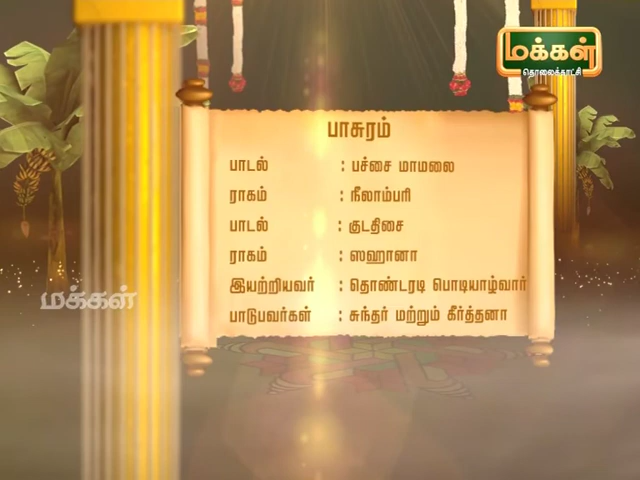 மக்கள்
தொலைக்காட்சி
பாசுரம்
பாடல் : பச்சை மாமலை
ராகம் : நீலாம்பரி
பாடல் : குடதிசை
ராகம் : ஸஹானா
இயற்றியவர் : தொண்டரடி பொடியாழ்வார்
பாடுபவர்கள் : சுந்தர் மற்றும் கீர்த்தனா
மக்கள்